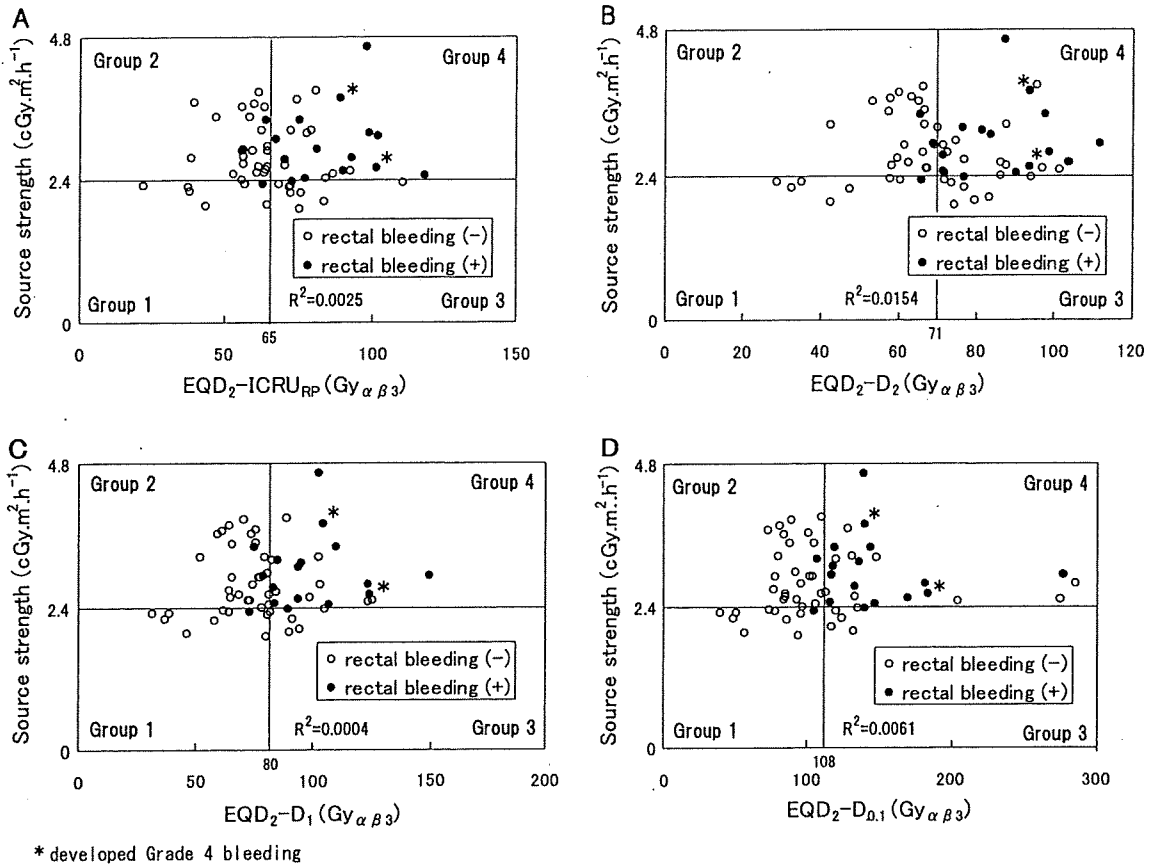 A
4.8
Group 2
Group 4
*
*
2.4
○ rectal bleeding (-)
● rectal bleeding (+)
Group 1
R²=0.0025
Group 3
0
65
0
50
100
150
Source strength (cGy.m².h⁻¹)
EQD₂-ICRU_RP (Gy_αβ3)
B
4.8
Group 2
Group 4
*
*
2.4
○ rectal bleeding (-)
● rectal bleeding (+)
Group 1
R²=0.0154
Group 3
0
71
0
20
40
60
80
100
120
Source strength (cGy.m².h⁻¹)
EQD₂-D₂ (Gy_αβ3)
C
4.8
Group 2
Group 4
*
*
2.4
○ rectal bleeding (-)
● rectal bleeding (+)
Group 1
R²=0.0004
Group 3
0
80
0
50
100
150
200
Source strength (cGy.m².h⁻¹)
EQD₂-D₁ (Gy_αβ3)
D
4.8
Group 2
Group 4
*
*
2.4
○ rectal bleeding (-)
● rectal bleeding (+)
Group 1
R²=0.0061
Group 3
0
108
0
100
200
300
Source strength (cGy.m².h⁻¹)
EQD₂-D₀.₁ (Gy_αβ3)
* developed Grade 4 bleeding